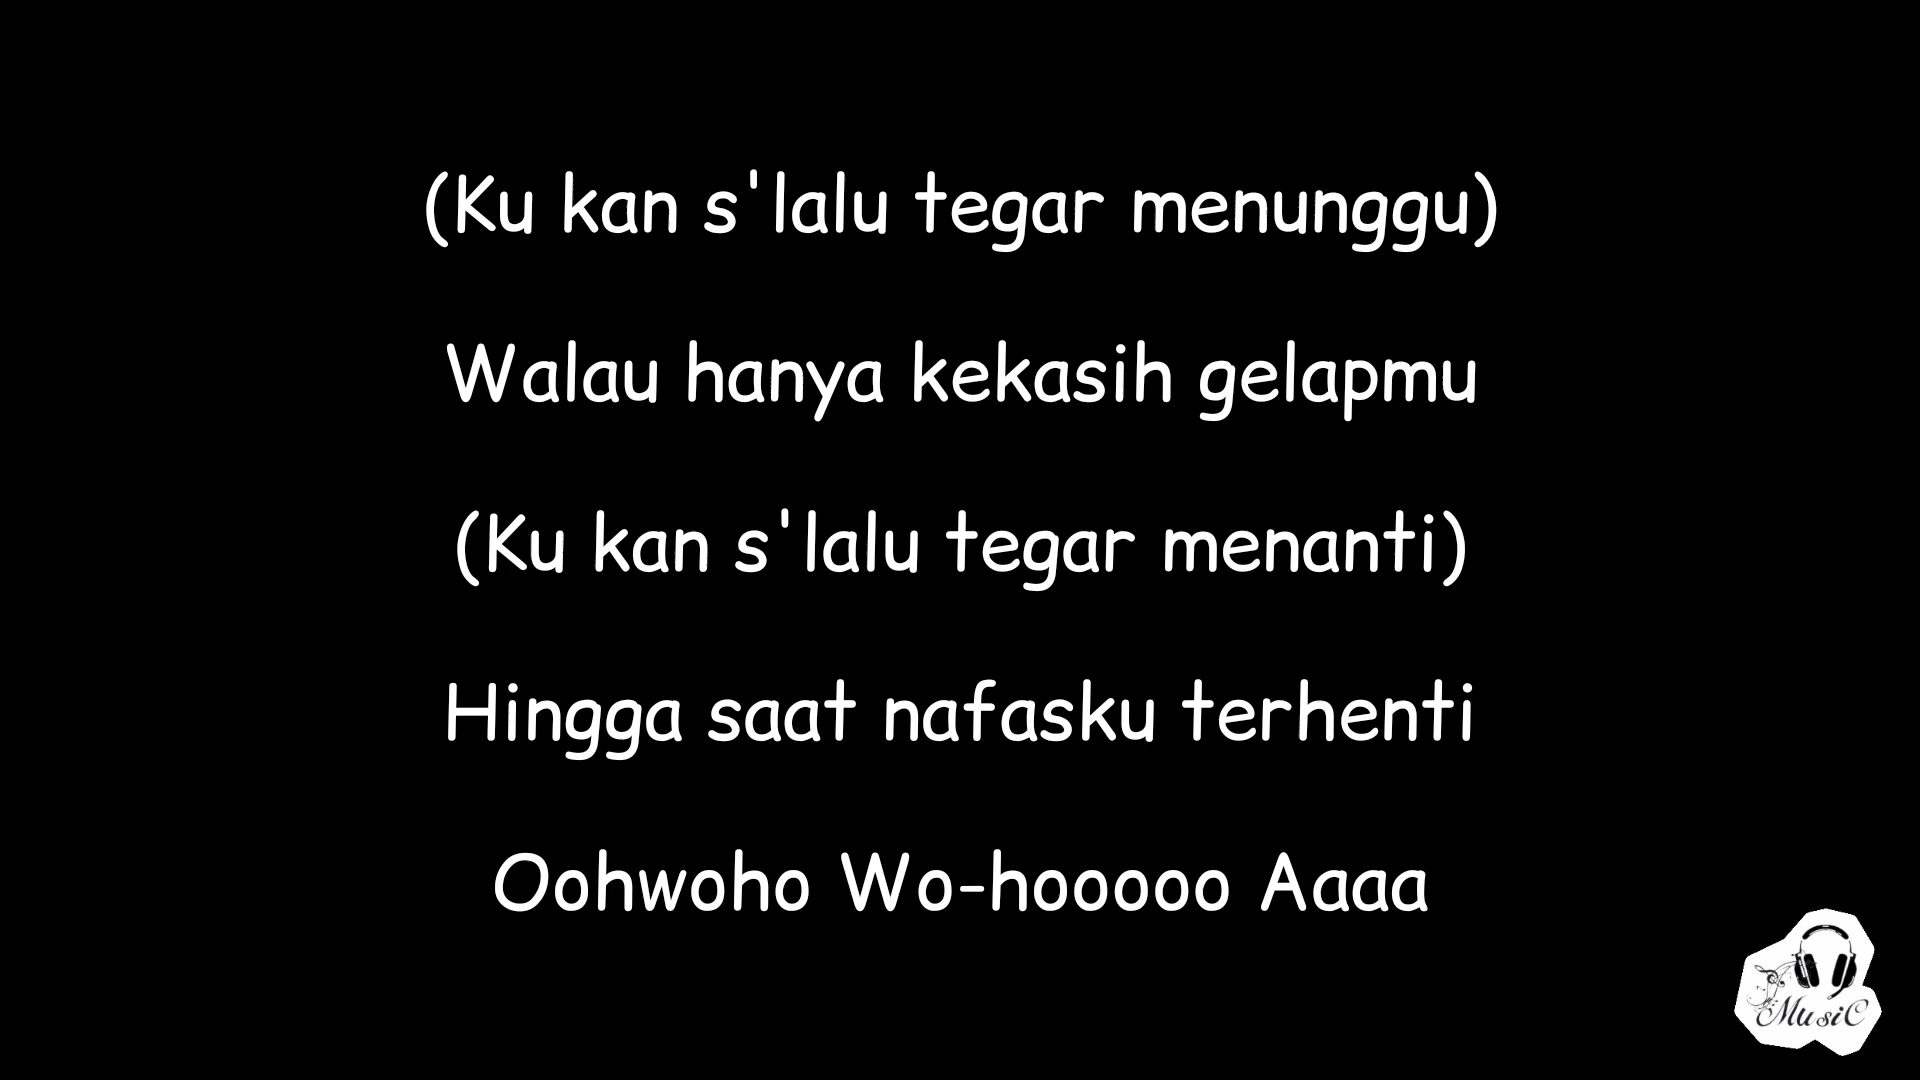 (Ku kan s'lalu tegar menunggu)
Walau hanya kekasih gelapmu
(Ku kan s'lalu tegar menanti)
Hingga saat nafasku terhenti
Oohwoho Wo-hooooo Aaaa
MusiC